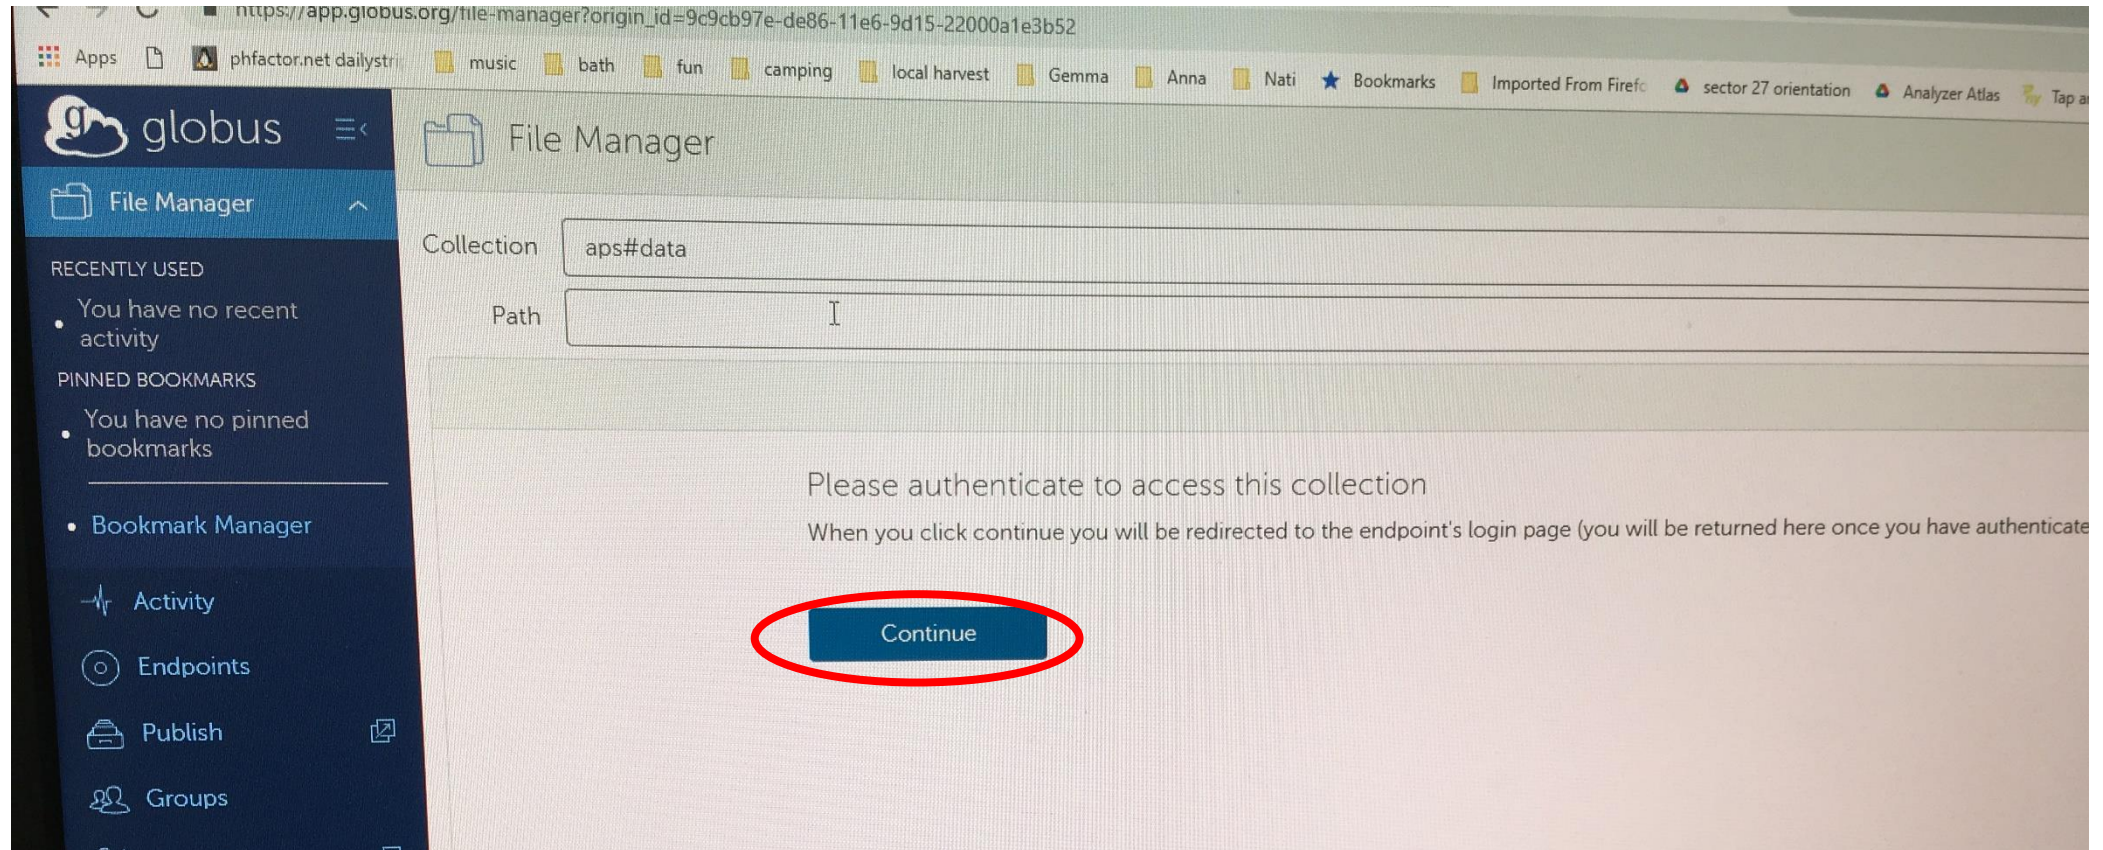 https://app.globus.org/file-manager?origin_id=9c9cb97e-de86-11e6-9d15-22000a1e3b52
Apps phfactor.net dailystri music bath fun camping local harvest Gemma Anna Nati Bookmarks Imported From Firefo sector 27 orientation Analyzer Atlas Tap a
globus
File Manager
File Manager
Collection aps#data
Path
RECENTLY USED
You have no recent
activity
PINNED BOOKMARKS
You have no pinned
bookmarks
Bookmark Manager
Activity
Endpoints
Publish
Groups
Please authenticate to access this collection
When you click continue you will be redirected to the endpoint's login page (you will be returned here once you have authenticate
Continue